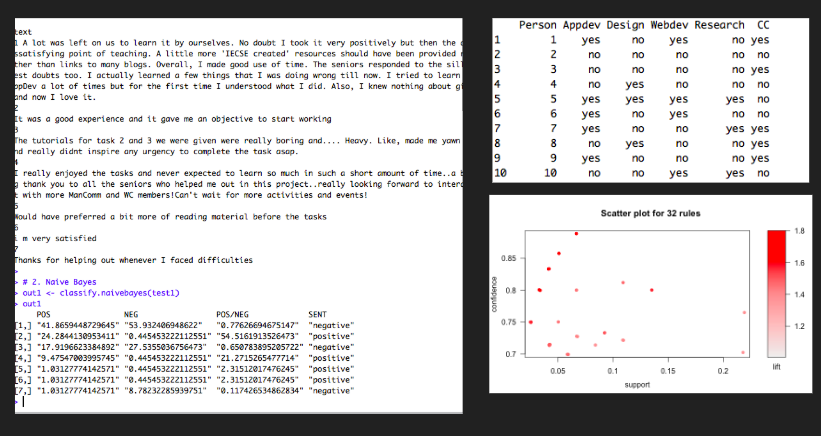 text
1 A lot was left on us to learn it by ourselves. No doubt I took it very positively but then the
ssatisfying point of teaching. A little more 'IECSE created' resources should have been provided
ther than links to many blogs. Overall, I made good use of time. The seniors responded to the sill
est doubts too. I actually learned a few things that I was doing wrong till now. I tried to learn
ppDev a lot of times but for the first time I understood what I did. Also, I knew nothing about gi
and now I love it.
2
It was a good experience and it gave me an objective to start working
3
The tutorials for task 2 and 3 we were given were really boring and.... Heavy. Like, made me yawn
nd really didnt inspire any urgency to complete the task asap.
4
I really enjoyed the tasks and never expected to learn so much in such a short amount of time..a b
g thank you to all the seniors who helped me out in this project..really looking forward to intera
t with more ManComm and WC members!Can't wait for more activities and events!
5
Would have preferred a bit more of reading material before the tasks
6
i m very satisfied
7
Thanks for helping out whenever I faced difficulties
>
> # 2. Naive Bayes
> out1 <- classify.naivebayes(test1)
> out1
POS NEG POS/NEG SENT
[1,] "41.8659448729645" "53.932406948622" "0.77626694675147" "negative"
[2,] "24.2844130953411" "0.445453222112551" "54.5161913526473" "positive"
[3,] "17.9196623384892" "27.5355036756473" "0.650783895205722" "negative"
[4,] "9.47547003995745" "0.445453222112551" "21.2715265477714" "positive"
[5,] "1.03127774142571" "0.445453222112551" "2.31512017476245" "positive"
[6,] "1.03127774142571" "0.445453222112551" "2.31512017476245" "positive"
[7,] "1.03127774142571" "8.78232285939751" "0.117426534862834" "negative"
>
Person Appdev Design Webdev Research CC
1 1 yes no yes no yes
2 2 no no no no no
3 3 no no no no yes
4 4 no yes no no no
5 5 yes yes yes yes yes
6 6 yes no yes no no
7 7 yes no no yes yes
8 8 no yes no no yes
9 9 yes no no no yes
10 10 no no yes yes no
Scatter plot for 32 rules
0.85
0.8
0.75
0.7
confidence
0.05 0.1 0.15 0.2
support
1.8
1.6
1.4
1.2
lift